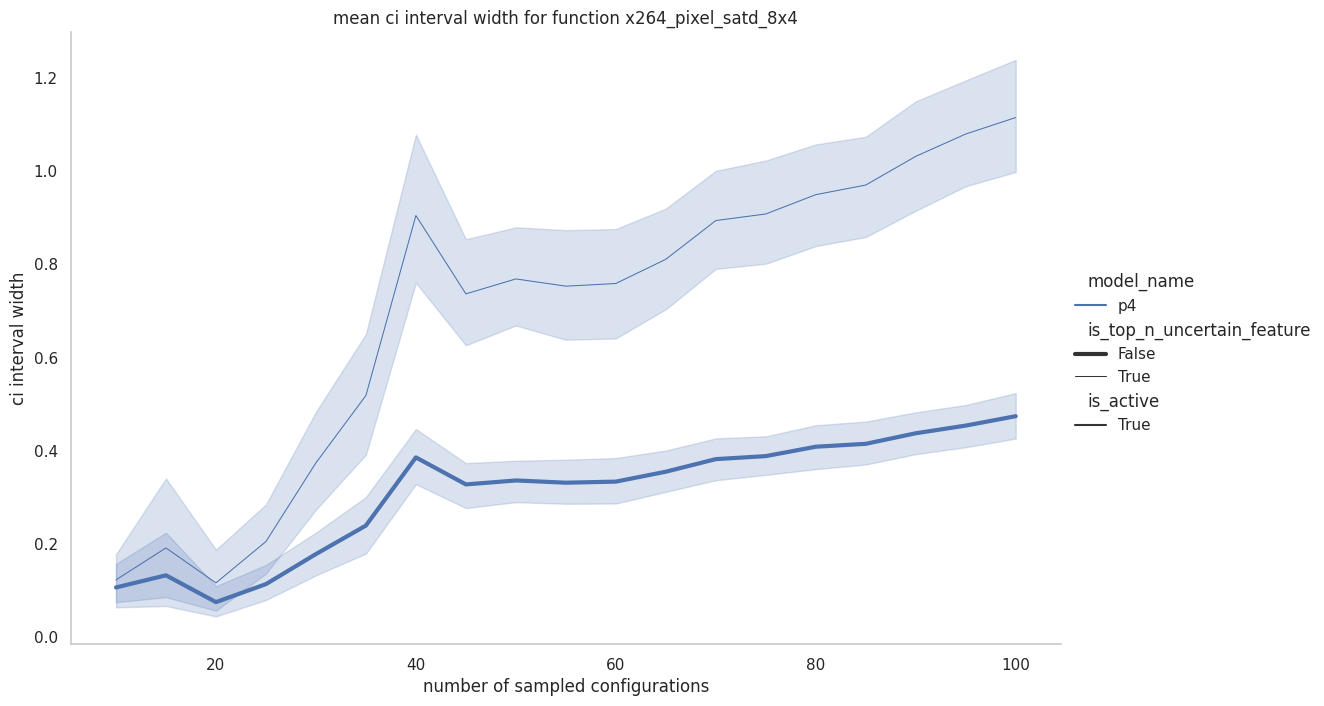 mean ci interval width for function x264_pixel_satd_8x4
ci interval width
1.2
1.0
0.8
0.6
0.4
0.2
0.0
20
40
60
80
100
number of sampled configurations
model_name
p4
is_top_n_uncertain_feature
False
True
is_active
True